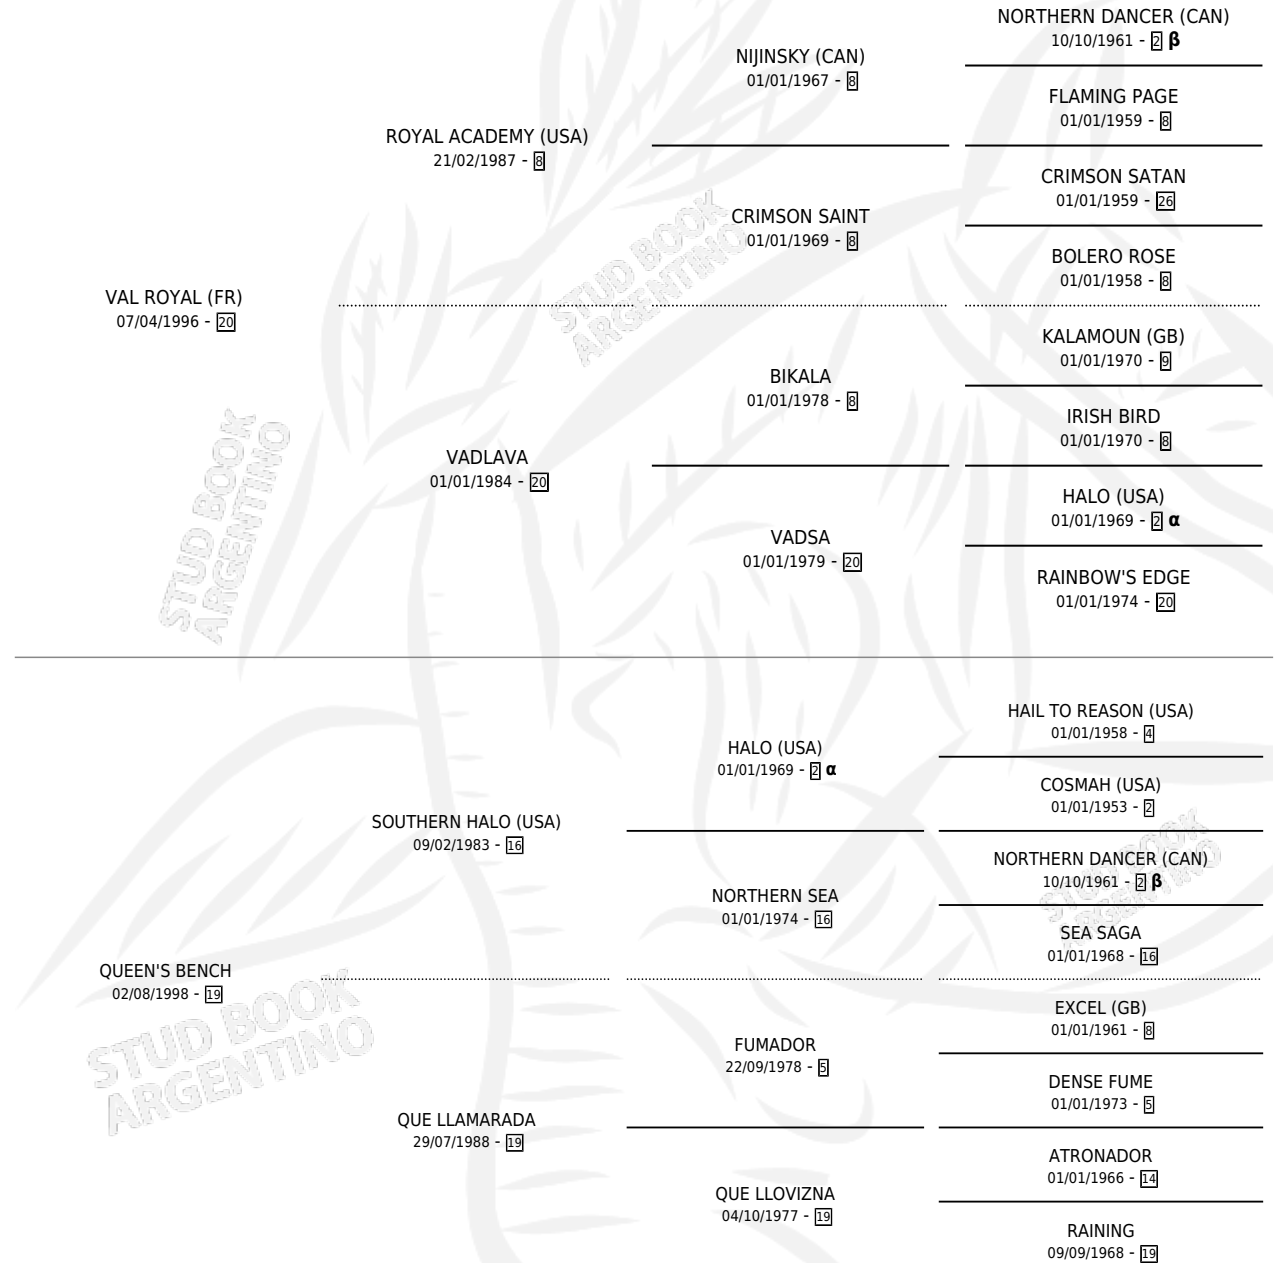 NORTHERN DANCER (CAN)
10/10/1961 - 2 β
NIJINSKY (CAN)
01/01/1967 - 8
FLAMING PAGE
01/01/1959 - 8
ROYAL ACADEMY (USA)
21/02/1987 - 8
CRIMSON SATAN
01/01/1959 - 26
CRIMSON SAINT
01/01/1969 - 8
BOLERO ROSE
01/01/1958 - 8
VAL ROYAL (FR)
07/04/1996 - 20
KALAMOUN (GB)
01/01/1970 - 9
BIKALA
01/01/1978 - 8
IRISH BIRD
01/01/1970 - 8
VADLAVA
01/01/1984 - 20
HALO (USA)
01/01/1969 - 2 α
VADSA
01/01/1979 - 20
RAINBOW'S EDGE
01/01/1974 - 20
HAIL TO REASON (USA)
01/01/1958 - 4
HALO (USA)
01/01/1969 - 2 α
COSMAH (USA)
01/01/1953 - 2
SOUTHERN HALO (USA)
09/02/1983 - 16
NORTHERN DANCER (CAN)
10/10/1961 - 2 β
NORTHERN SEA
01/01/1974 - 16
SEA SAGA
01/01/1968 - 16
QUEEN'S BENCH
02/08/1998 - 19
EXCEL (GB)
01/01/1961 - 8
FUMADOR
22/09/1978 - 5
DENSE FUME
01/01/1973 - 5
QUE LLAMARADA
29/07/1988 - 19
ATRONADOR
01/01/1966 - 14
QUE LLOVIZNA
04/10/1977 - 19
RAINING
09/09/1968 - 19
STUD BOOK
ARGENTINO
STUD BOOK
ARGENTINO
STUD BOOK
ARGENTINO
STUD BOOK
ARGENTINO